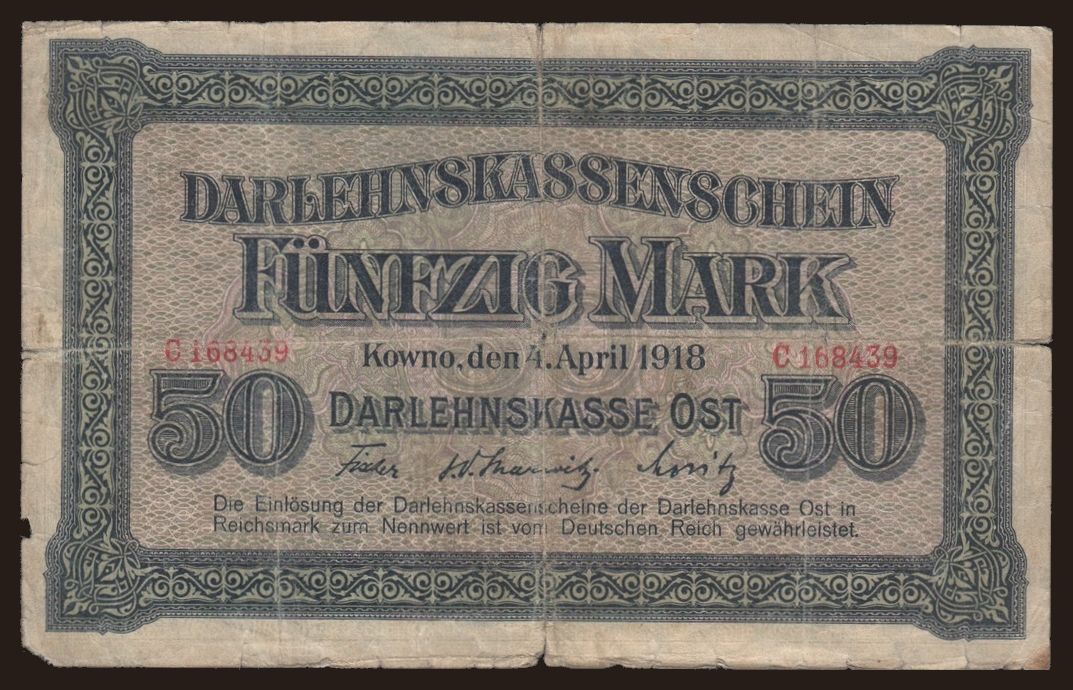 DARLEHNSKASSENSCHEIN
FÜNFZIG MARK
C 168439 C 168439
Kowno, den 4. April 1918
50 50
DARLEHNSKASSE OST
Die Einlösung der Darlehnskassenscheine der Darlehnskasse Ost in
Reichsmark zum Nennwert ist vom Deutschen Reich gewährleistet.